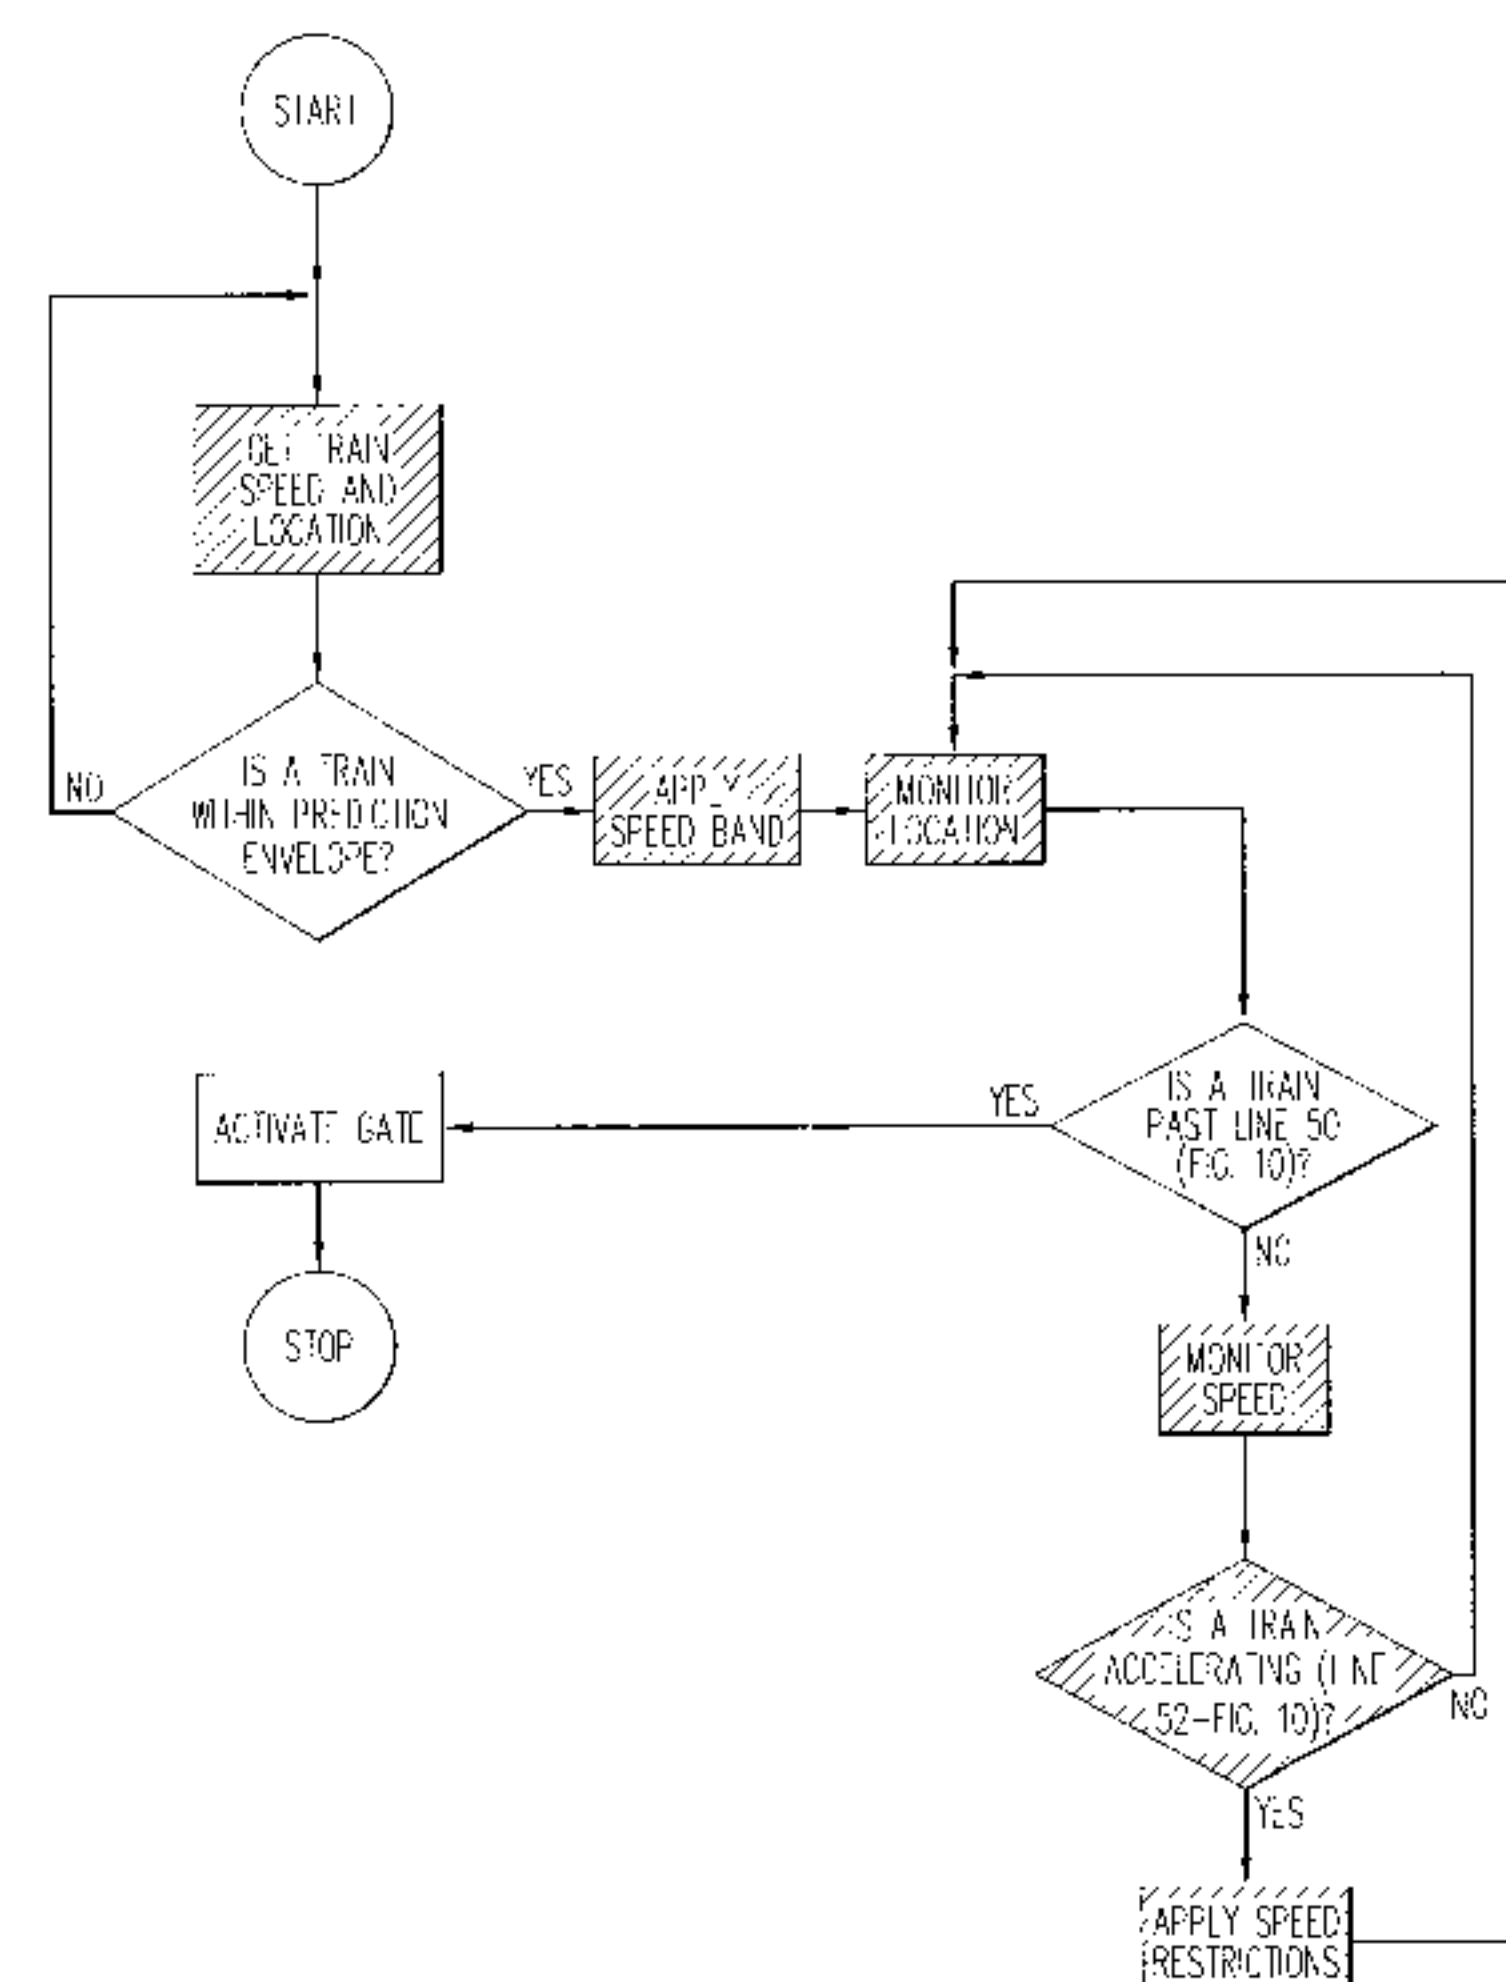 START
GET TRAIN
SPEED AND
LOCATION
IS A TRAIN
WITHIN PREDICTION
ENVELOPE?
NO
YES
APPLY
SPEED BAND
MONITOR
LOCATION
IS A TRAIN
PAST LINE 50
(FIG. 10)?
YES
ACTIVATE GATE
STOP
NO
MONITOR
SPEED
IS A TRAIN
ACCELERATING (LINE
52-FIG. 10)?
NO
YES
APPLY SPEED
RESTRICTIONS